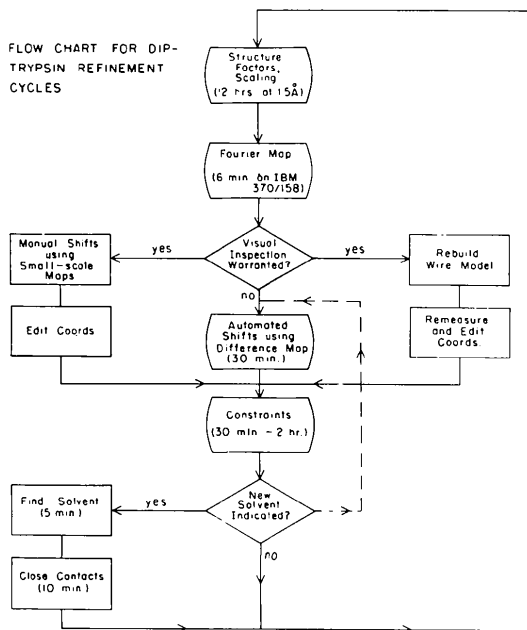 FLOW CHART FOR DIP-
TRYPSIN REFINEMENT
CYCLES
Structure
Factors,
Scaling
(12 hrs at 1.5Å)
Fourier Map
(6 min. on IBM
370/158)
Manual Shifts
using
Small-scale
Maps
yes
Visual
Inspection
Warranted?
yes
Rebuild
Wire Model
no
Edit Coords
Automated
Shifts using
Difference Map
(30 min.)
Remeasure
and Edit
Coords.
Constraints
(30 min - 2 hr.)
Find Solvent
(5 min.)
yes
New
Solvent
Indicated?
no
Close Contacts
(10 min.)